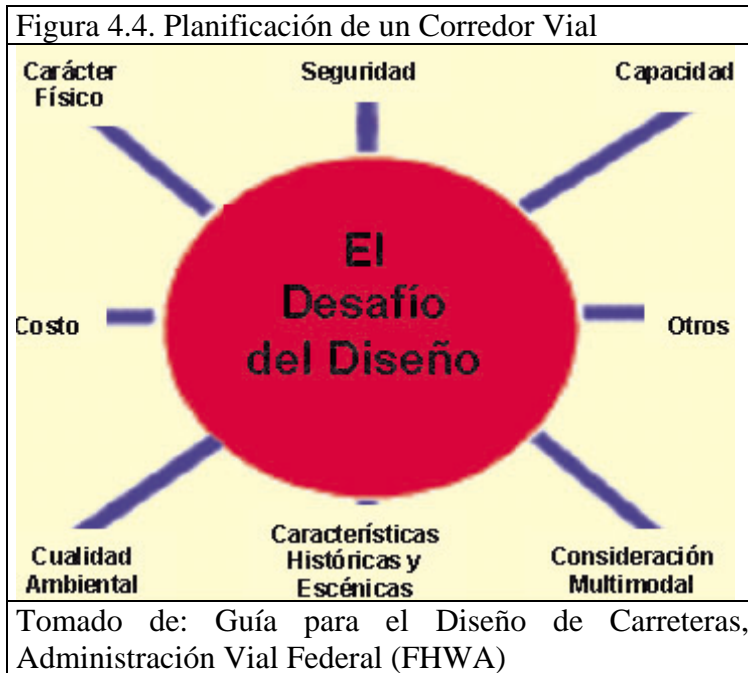 Figura 4.4. Planificación de un Corredor Vial
Carácter
Físico
Seguridad
Capacidad
El
Desafío
del Diseño
Costo
Otros
Cualidad
Ambiental
Características
Históricas y
Escénicas
Consideración
Multimodal
Tomado de: Guía para el Diseño de Carreteras,
Administración Vial Federal (FHWA)